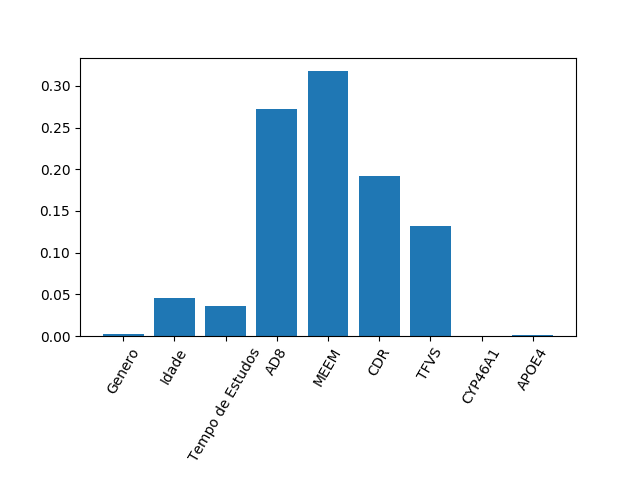 0.30
0.25
0.20
0.15
0.10
0.05
0.00
Genero
Idade
Tempo de Estudos
AD8
MEEM
CDR
TFVS
CYP46A1
APOE4